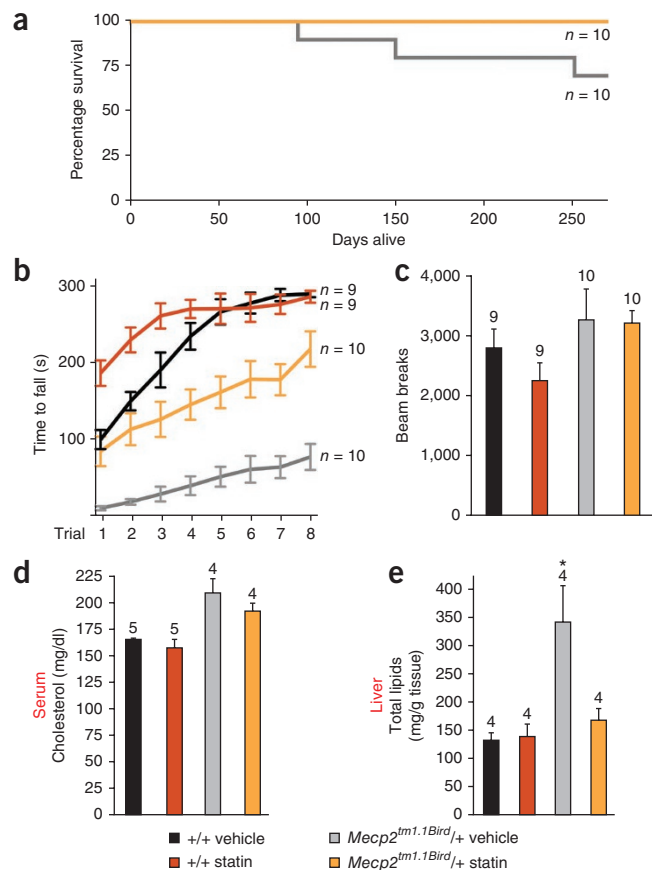 a
Percentage survival
100
75
50
25
0
n = 10
n = 10
0 50 100 150 200 250
Days alive
b
Time to fall (s)
300
200
100
n = 9
n = 9
n = 10
n = 10
Trial 1 2 3 4 5 6 7 8
c
Beam breaks
4,000
3,000
2,000
1,000
0
9
9
10
10
d
Serum
Cholesterol (mg/dl)
225
200
175
150
125
100
75
50
25
0
5
5
4
4
e
Liver
Total lipids
(mg/g tissue)
400
350
300
250
200
150
100
50
0
4
4
*
4
4
+/+ vehicle
+/+ statin
Mecp2tm1.1Bird/+ vehicle
Mecp2tm1.1Bird/+ statin